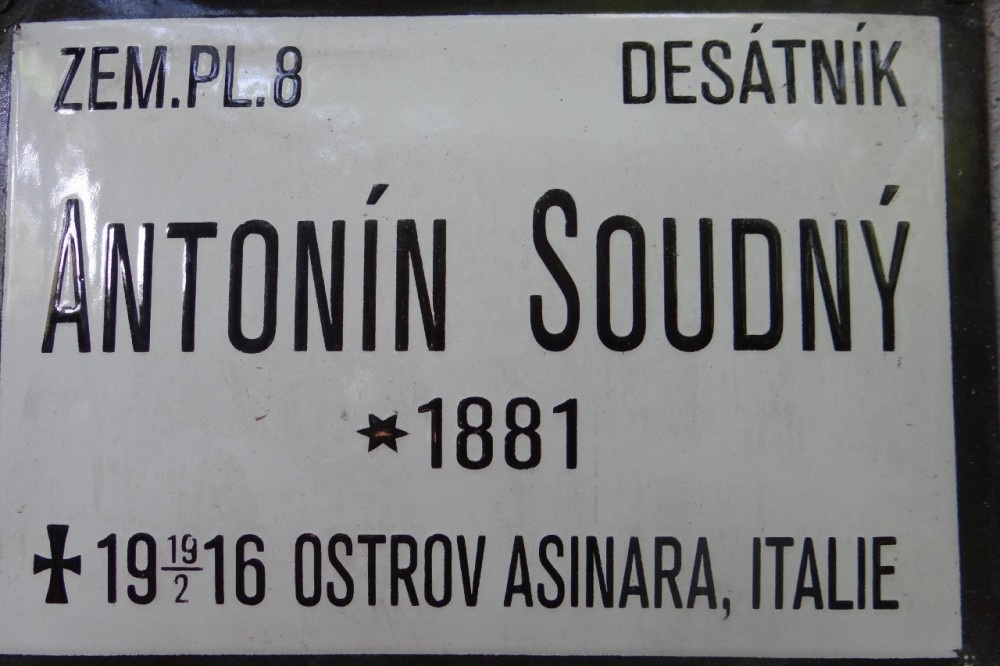 ZEM.PL.8 DESÁTNÍK
ANTONÍN SOUDNÝ
*1881
✠ 19 19/2 16 OSTROV ASINARA, ITALIE